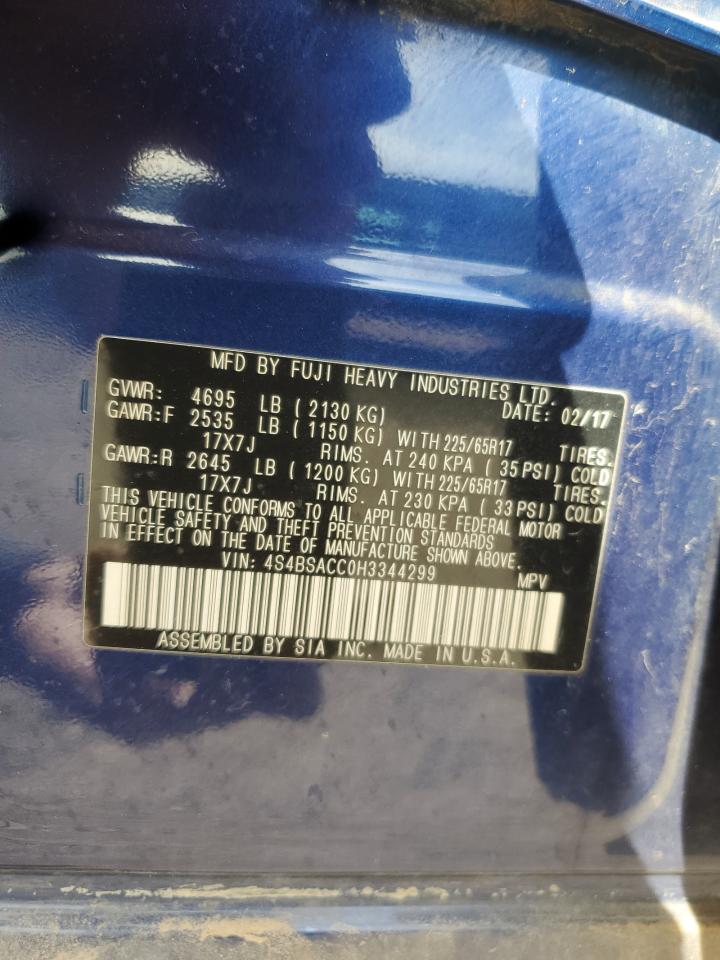 MFD BY FUJI HEAVY INDUSTRIES LTD.
GVWR: 4695 LB ( 2130 KG) DATE: 02/17
GAWR:F 2535 LB ( 1150 KG) WITH 225/65R17 TIRES.
17X7J RIMS. AT 240 KPA ( 35 PSI) COLD
GAWR:R 2645 LB ( 1200 KG) WITH 225/65R17 TIRES.
17X7J RIMS. AT 230 KPA ( 33 PSI) COLD
THIS VEHICLE CONFORMS TO ALL APPLICABLE FEDERAL MOTOR
VEHICLE SAFETY AND THEFT PREVENTION STANDARDS
IN EFFECT ON THE DATE OF MANUFACTURE SHOWN ABOVE.
VIN: 4S4BSACC0H3344299 MPV
ASSEMBLED BY SIA INC. MADE IN U.S.A.